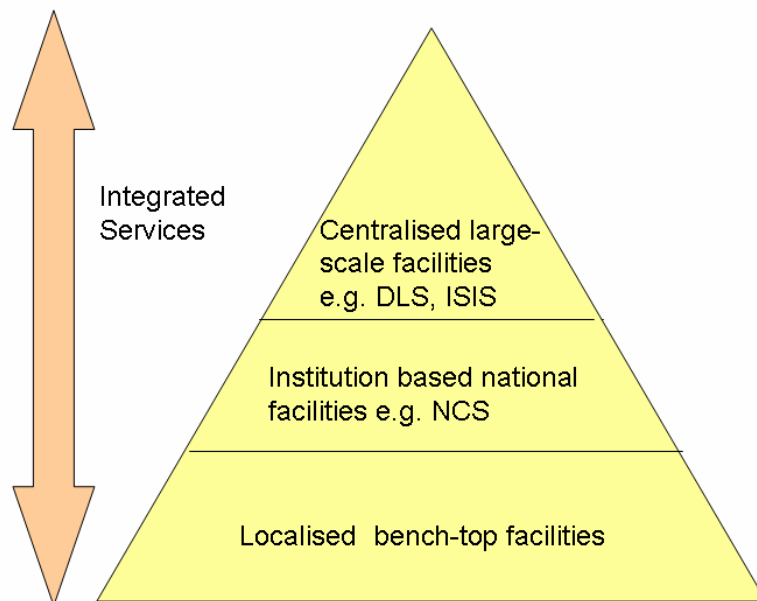 Integrated
Services
Centralised large-
scale facilities
e.g. DLS, ISIS
Institution based national
facilities e.g. NCS
Localised  bench-top facilities